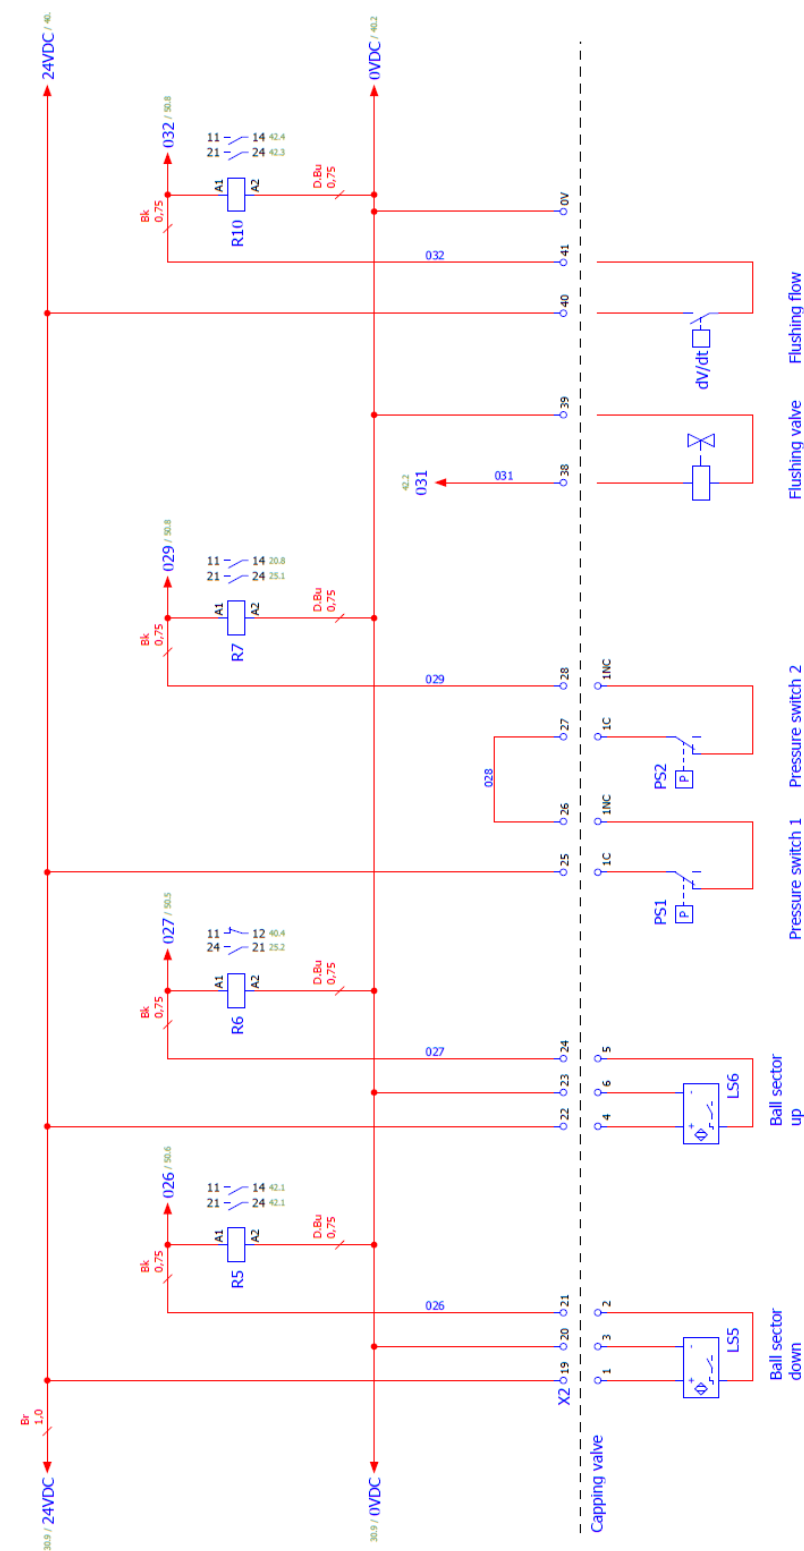 30.9 / 24VDC
Br
1,0
24VDC / 40.
026 / 50.6
027 / 50.5
029 / 50.8
032 / 50.8
Bk
0,75
Bk
0,75
Bk
0,75
Bk
0,75
11 14 42.1
21 24 42.1
11 12 40.4
24 21 25.2
11 14 20.8
21 24 25.1
11 14 42.4
21 24 42.3
A1
A2
R5
A1
A2
R6
A1
A2
R7
A1
A2
R10
D.Bu
0,75
D.Bu
0,75
D.Bu
0,75
D.Bu
0,75
30.9 / 0VDC
0VDC / 40.2
42.2
031
026
027
028
029
031
032
X2
19
20
21
22
23
24
25
26
27
28
38
39
40
41
0V
Capping valve
1
3
2
4
6
5
1C
1NC
1C
1NC
+
-
LS5
+
-
LS6
PS1
P
PS2
P
dV/dt
Ball sector
down
Ball sector
up
Pressure switch 1
Pressure switch 2
Flushing valve
Flushing flow